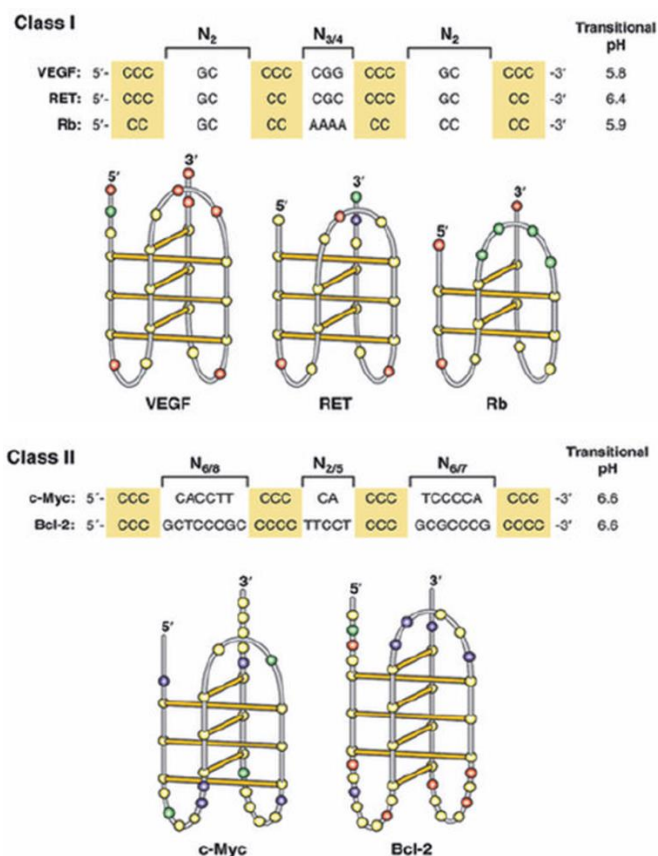 Class I
N2 N3/4 N2 Transitional pH
VEGF: 5′- CCC GC CCC CGG CCC GC CCC -3′ 5.8
RET: 5′- CCC GC CC CGC CCC GC CC -3′ 6.4
Rb: 5′- CC GC CC AAAA CC CC CC -3′ 5.9
5′ 3′ 5′ 3′ 5′ 3′
VEGF RET Rb
Class II
N6/8 N2/5 N6/7 Transitional pH
c-Myc: 5′- CCC CACCTT CCC CA CCC TCCCCA CCC -3′ 6.6
Bcl-2: 5′- CCC GCTCCCGC CCCC TTCCT CCC GCGCCCG CCCC -3′ 6.6
5′ 3′ 5′ 3′
c-Myc Bcl-2